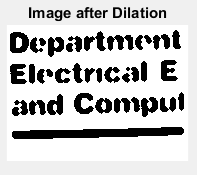 Image after Dilation
Department
Electrical E
and Comput